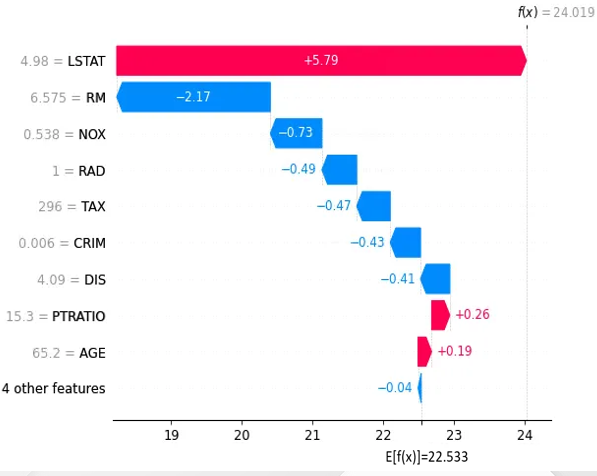 f(x) = 24.019
4.98 = LSTAT +5.79
6.575 = RM −2.17
0.538 = NOX −0.73
1 = RAD −0.49
296 = TAX −0.47
0.006 = CRIM −0.43
4.09 = DIS −0.41
15.3 = PTRATIO +0.26
65.2 = AGE +0.19
4 other features −0.04
19 20 21 22 23 24
E[f(x)]=22.533